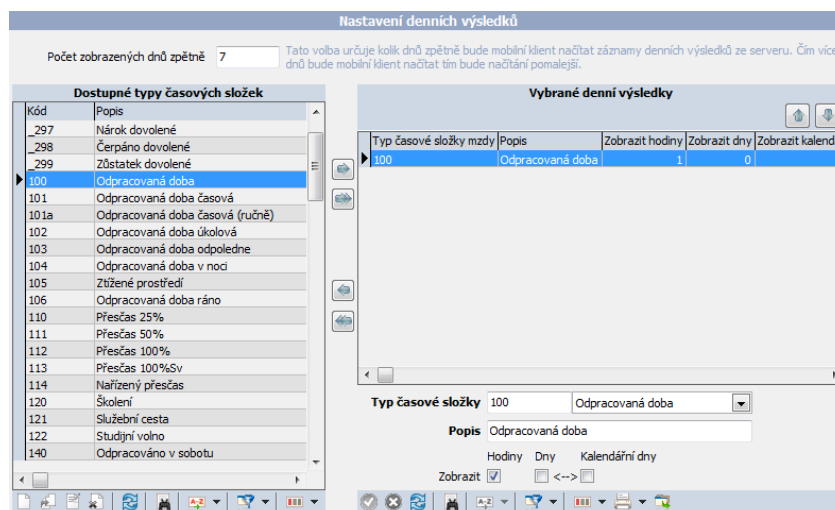 Nastavení denních výsledků
Počet zobrazených dnů zpětně 7
Tato volba určuje kolik dnů zpětně bude mobilní klient načítat záznamy denních výsledků ze serveru. Čím více
dnů bude mobilní klient načítat tím bude načítání pomalejší.
Dostupné typy časových složek
Kód Popis
_297 Nárok dovolené
_298 Čerpáno dovolené
_299 Zůstatek dovolené
100 Odpracovaná doba
101 Odpracovaná doba časová
101a Odpracovaná doba časová (ručně)
102 Odpracovaná doba úkolová
103 Odpracovaná doba odpoledne
104 Odpracovaná doba v noci
105 Ztížené prostředí
106 Odpracovaná doba ráno
110 Přesčas 25%
111 Přesčas 50%
112 Přesčas 100%
113 Přesčas 100%Sv
114 Nařízený přesčas
120 Školení
121 Služební cesta
122 Studijní volno
140 Odpracováno v sobotu
Vybrané denní výsledky
Typ časové složky mzdy Popis Zobrazit hodiny Zobrazit dny Zobrazit kalend
100 Odpracovaná doba 1 0
Typ časové složky 100 Odpracovaná doba
Popis Odpracovaná doba
Hodiny Dny Kalendářní dny
Zobrazit <-->